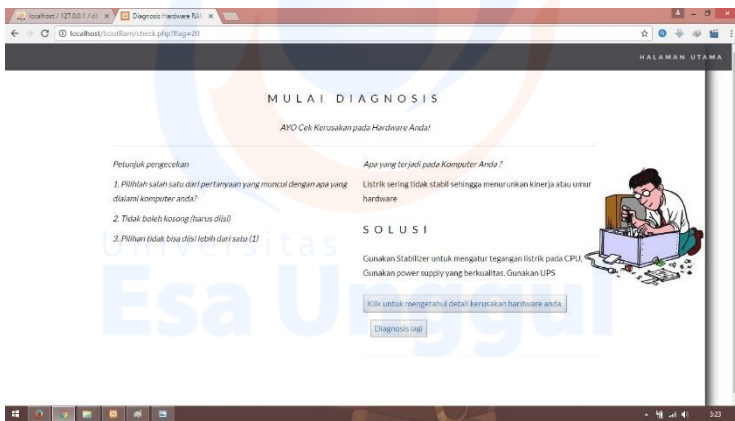 localhost / 127.0.0.1 / di
Diagnosis Hardware RA
localhost/bootRam/check.php?flag=20
HALAMAN UTAMA
MULAI DIAGNOSIS
AYO Cek Kerusakan pada Hardware Anda!
Petunjuk pengecekan
1. Pilihlah salah satu dari pertanyaan yang muncul dengan apa yang
dialami komputer anda?
2. Tidak boleh kosong (harus diisi)
3. Pilihan tidak bisa diisi lebih dari satu (1)
Apa yang terjadi pada Komputer Anda ?
Listrik sering tidak stabil sehingga menurunkan kinerja atau umur
hardware
SOLUSI
Gunakan Stabilizer untuk mengatur tegangan listrik pada CPU,
Gunakan power supply yang berkualitas, Gunakan UPS
Klik untuk mengetahui detail kerusakan hardware anda.
Diagnosis lagi
Universitas
Esa Unggul
3:23